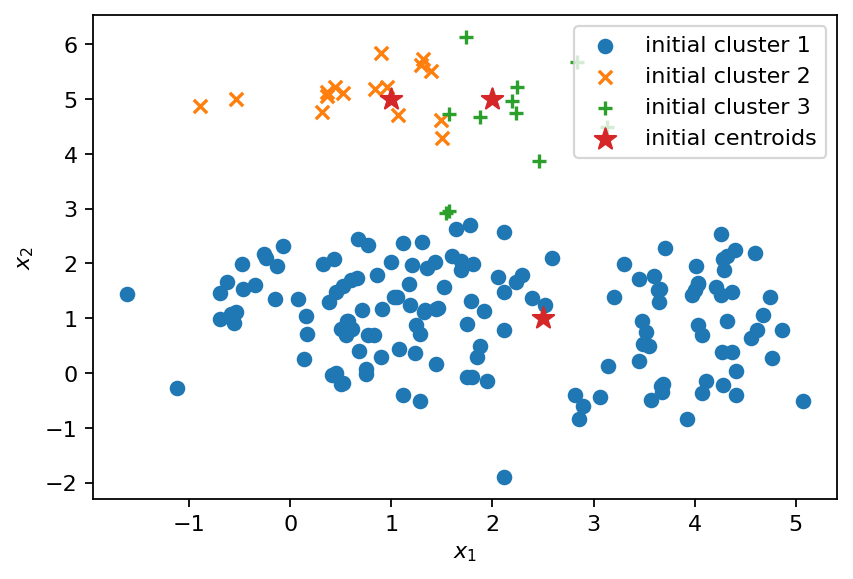 6
5
4
3
2
1
0
−1
−2
x₂
initial cluster 1
initial cluster 2
initial cluster 3
initial centroids
−1 0 1 2 3 4 5
x₁